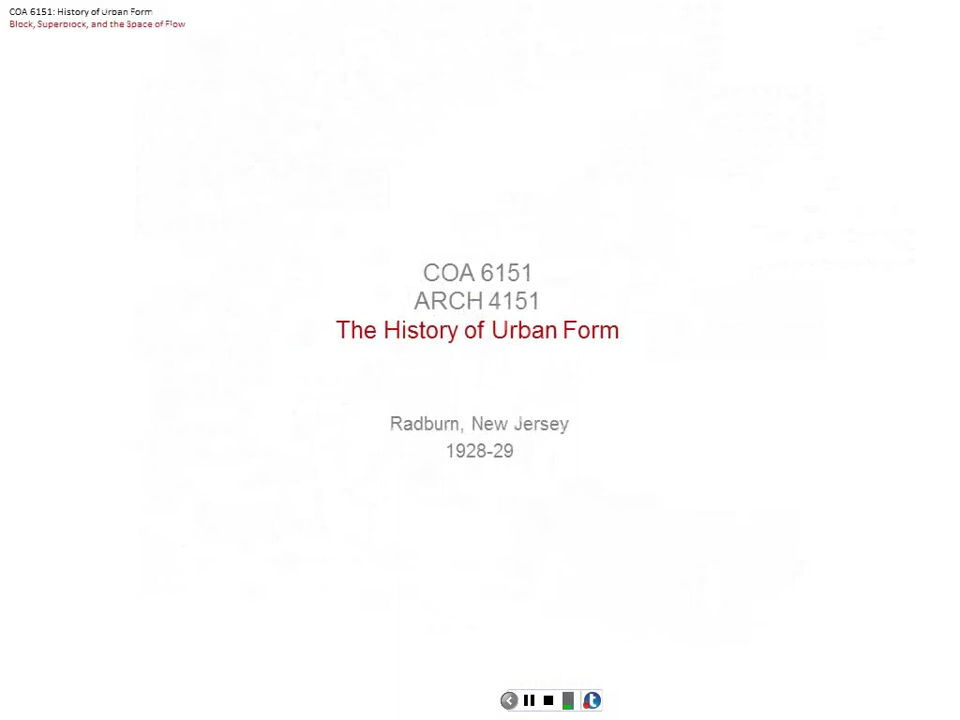 COA 6151: History of Urban Form
Block, Superblock, and the Space of Flow
COA 6151
ARCH 4151
The History of Urban Form
Radburn, New Jersey
1928-29